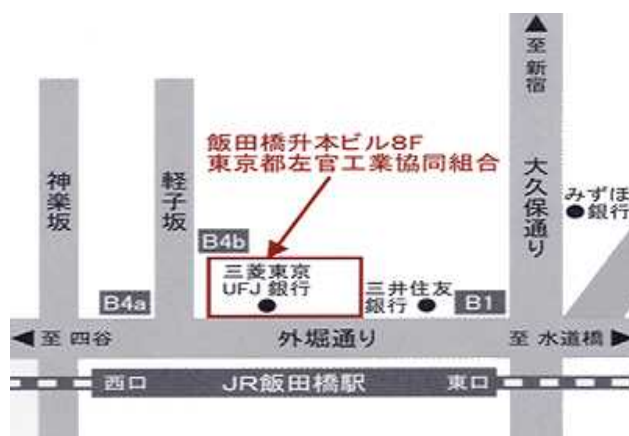 ▲至 新宿
飯田橋升本ビル8F
東京都左官工業協同組合
神楽坂
軽子坂
大久保通り
みずほ
●銀行
B4b
三菱東京
UFJ 銀行
三井住友
銀行●
B4a
B1
◀至 四谷
外堀通り
至 水道橋▶
西口
JR飯田橋駅
東口